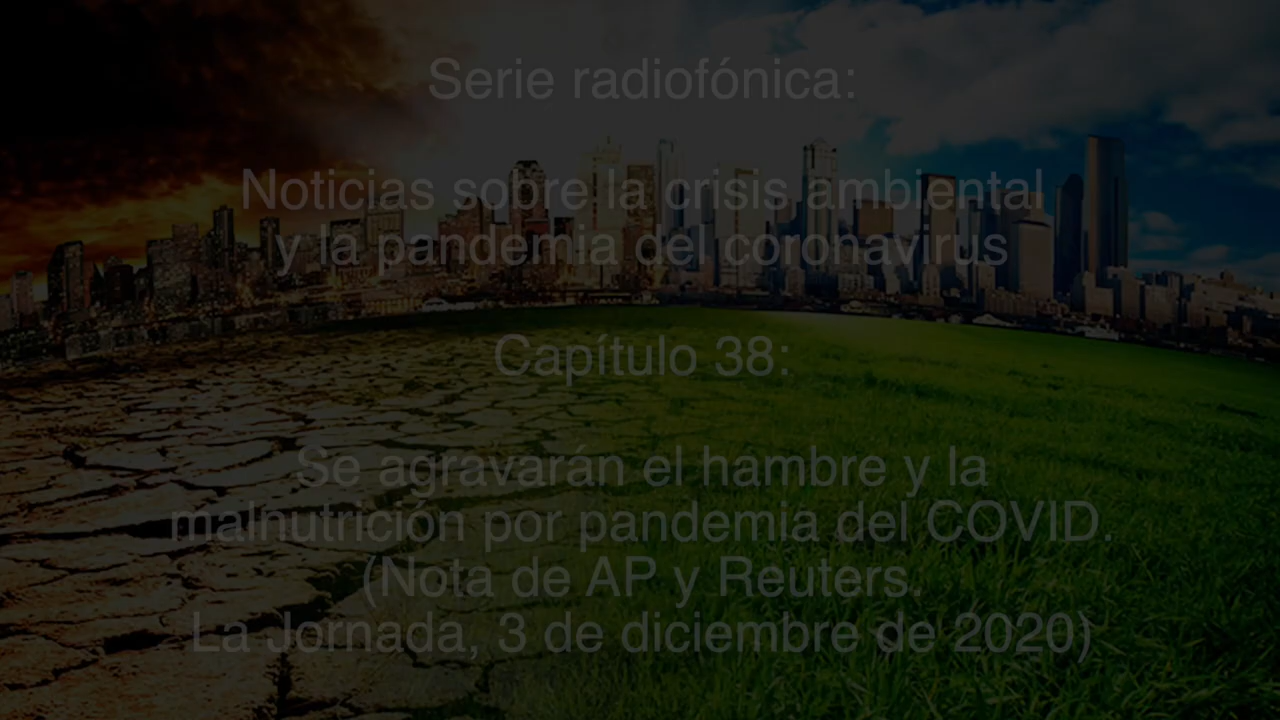 Serie radiofónica:
Noticias sobre la crisis ambiental
y la pandemia del coronavirus
Capítulo 38:
Se agravarán el hambre y la
malnutrición por pandemia del COVID.
(Nota de AP y Reuters.
La Jornada, 3 de diciembre de 2020)